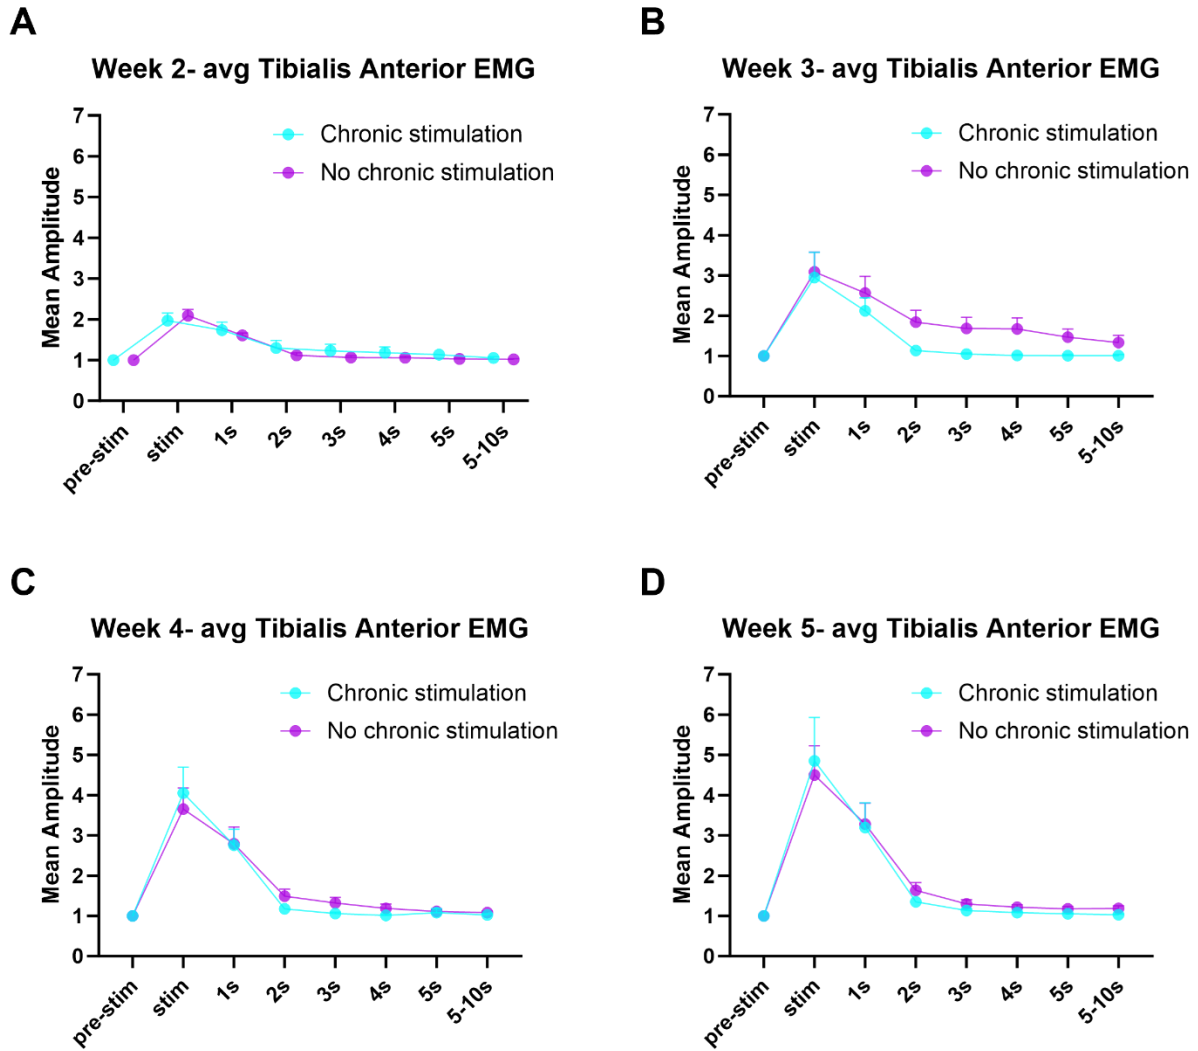 A
Week 2- avg Tibialis Anterior EMG
Mean Amplitude
7
6
5
4
3
2
1
0
Chronic stimulation
No chronic stimulation
pre-stim
stim
1s
2s
3s
4s
5s
5-10s
B
Week 3- avg Tibialis Anterior EMG
Mean Amplitude
7
6
5
4
3
2
1
0
Chronic stimulation
No chronic stimulation
pre-stim
stim
1s
2s
3s
4s
5s
5-10s
C
Week 4- avg Tibialis Anterior EMG
Mean Amplitude
7
6
5
4
3
2
1
0
Chronic stimulation
No chronic stimulation
pre-stim
stim
1s
2s
3s
4s
5s
5-10s
D
Week 5- avg Tibialis Anterior EMG
Mean Amplitude
7
6
5
4
3
2
1
0
Chronic stimulation
No chronic stimulation
pre-stim
stim
1s
2s
3s
4s
5s
5-10s